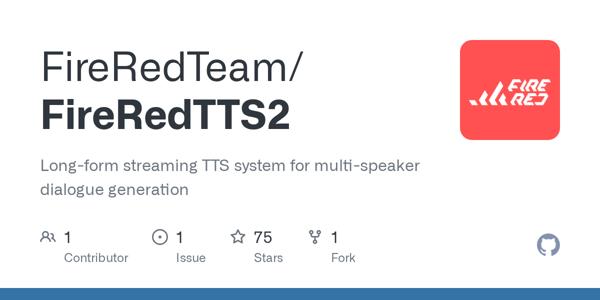 FireRedTeam/
FireRedTTS2
FIRE
RED
Long-form streaming TTS system for multi-speaker
dialogue generation
1
Contributor
1
Issue
75
Stars
1
Fork